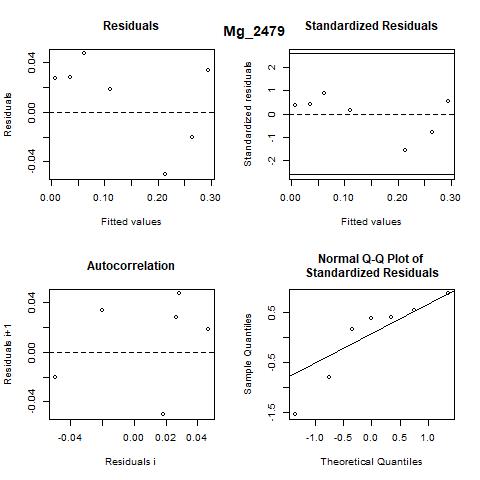 Mg_2479
Residuals
Residuals
-0.04 0.00 0.04
0.00 0.10 0.20 0.30
Fitted values
Standardized Residuals
Standardized residuals
-2 -1 0 1 2
0.00 0.10 0.20 0.30
Fitted values
Autocorrelation
Residuals i+1
-0.04 0.00 0.04
-0.04 0.00 0.02 0.04
Residuals i
Normal Q-Q Plot of
Standardized Residuals
Sample Quantiles
-1.5 -0.5 0.5
-1.0 -0.5 0.0 0.5 1.0
Theoretical Quantiles